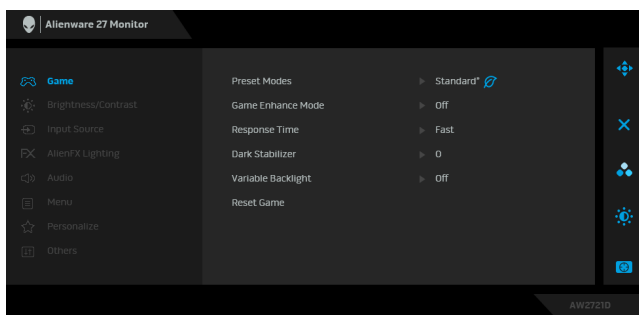 Alienware 27 Monitor
Game
Preset Modes Standard*
Brightness/Contrast
Game Enhance Mode Off
Input Source
Response Time Fast
FX AlienFX Lighting
Dark Stabilizer 0
Audio
Variable Backlight Off
Menu
Reset Game
Personalize
Others
AW2721D